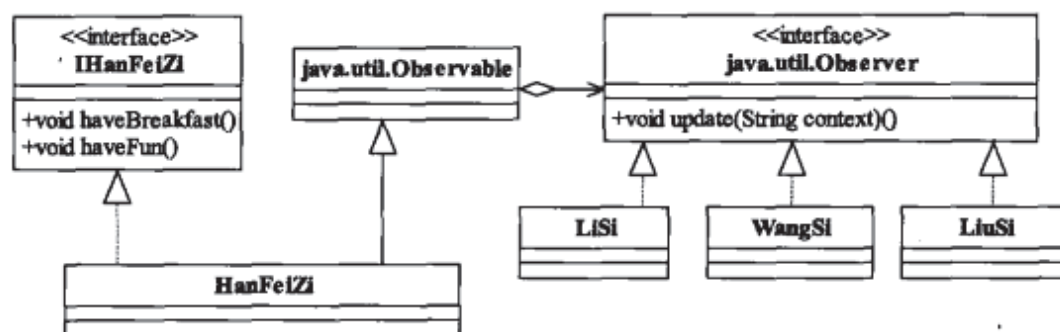 <<interface>>
IHanFeiZi
+void haveBreakfast()
+void haveFun()
java.util.Observable
<<interface>>
java.util.Observer
+void update(String context)()
LiSi
WangSi
LiuSi
HanFeiZi